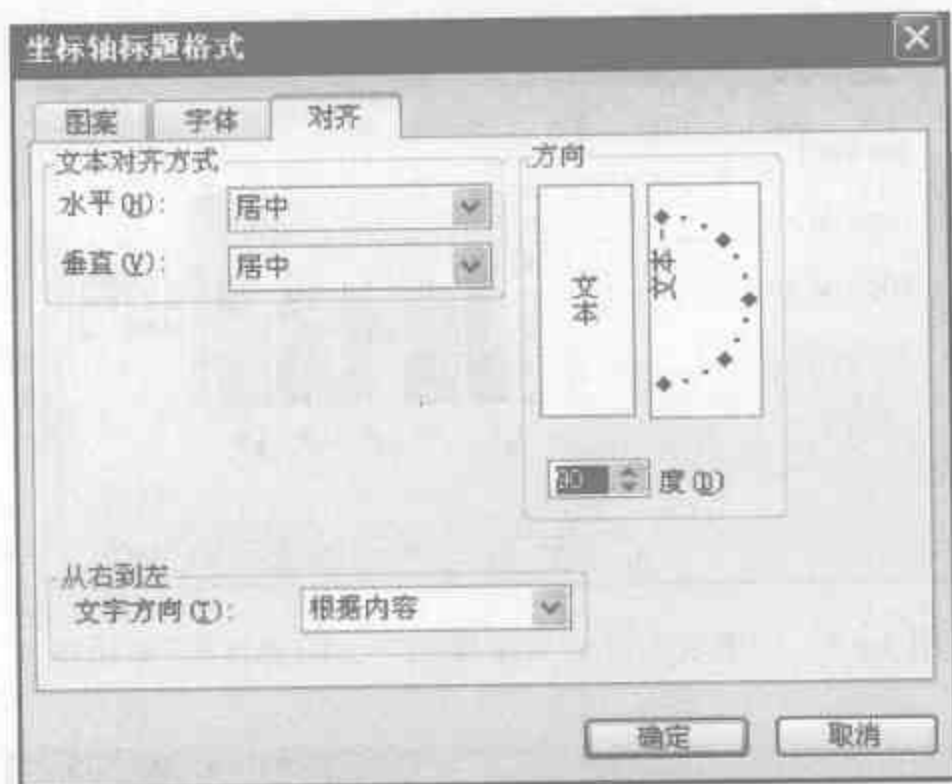 坐标轴标题格式
图案 字体 对齐
文本对齐方式
水平(H): 居中
垂直(V): 居中
方向
文本
文本
90 度(D)
从右到左
文字方向(T): 根据内容
确定 取消